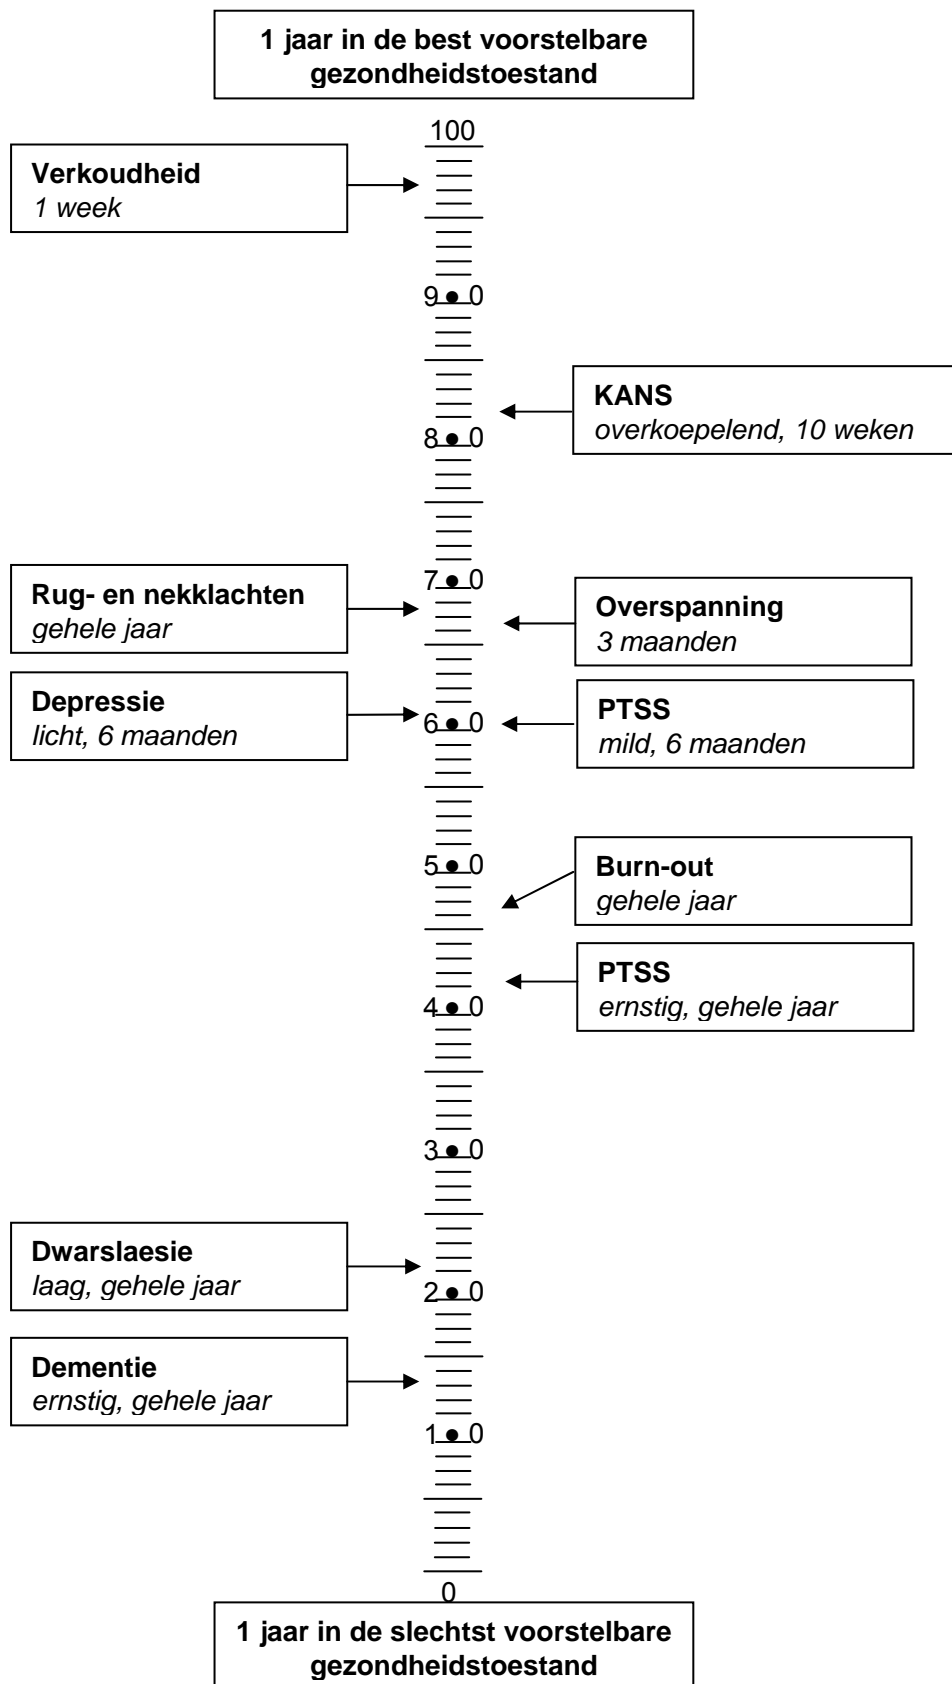 1 jaar in de best voorstelbare
gezondheidstoestand
100
Verkoudheid
1 week
9 0
KANS
overkoepelend, 10 weken
8 0
Rug- en nekklachten
gehele jaar
7 0
Overspanning
3 maanden
Depressie
licht, 6 maanden
6 0
PTSS
mild, 6 maanden
5 0
Burn-out
gehele jaar
PTSS
ernstig, gehele jaar
4 0
3 0
Dwarslaesie
laag, gehele jaar
2 0
Dementie
ernstig, gehele jaar
1 0
0
1 jaar in de slechtst voorstelbare
gezondheidstoestand